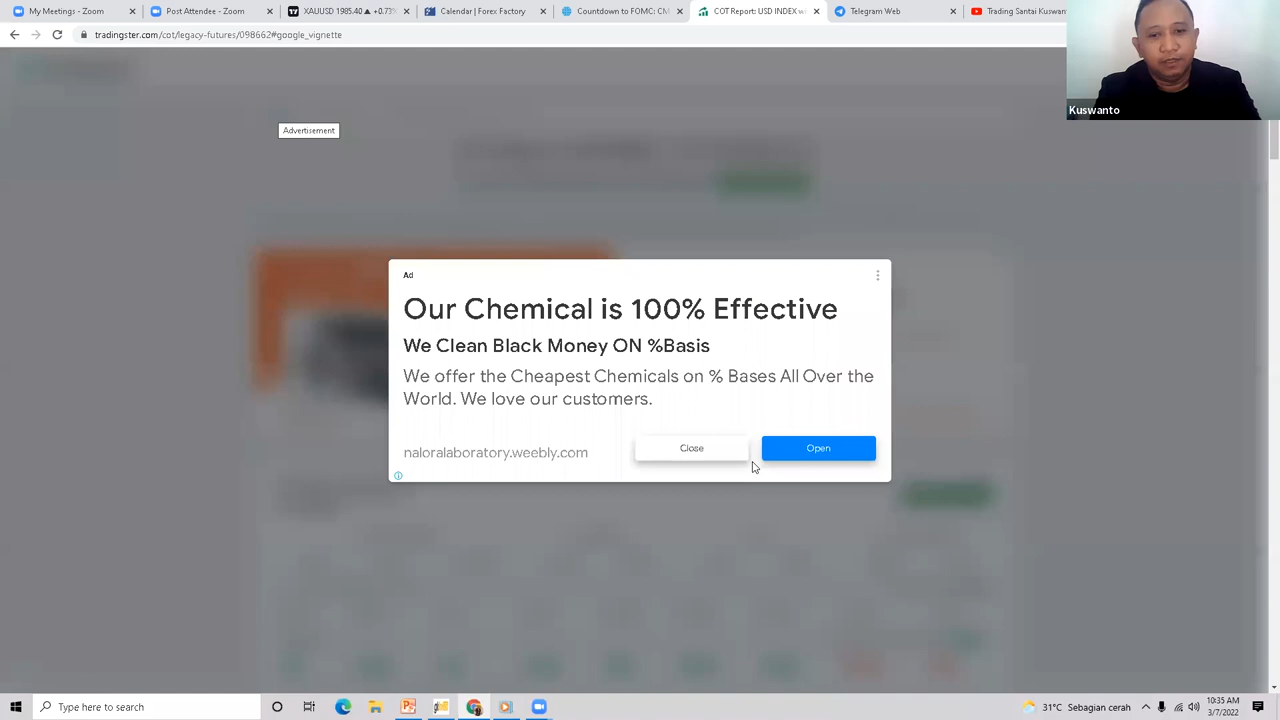 My Meetings - Zoom
Post Attendee - Zoom
XAUUSD 1985.40 ▲ +0.73%
Calendar | Forex Factory
Countdown to FOMC: CM
COT Report: USD INDEX w
Telegram Web
Trading Santai Kuswan
tradingster.com/cot/legacy-futures/098662#google_vignette
Kuswanto
Advertisement
Ad
Our Chemical is 100% Effective
We Clean Black Money ON %Basis
We offer the Cheapest Chemicals on % Bases All Over the
World. We love our customers.
naloralaboratory.weebly.com
Close
Open
Type here to search
31°C Sebagian cerah
10:35 AM
3/7/2022